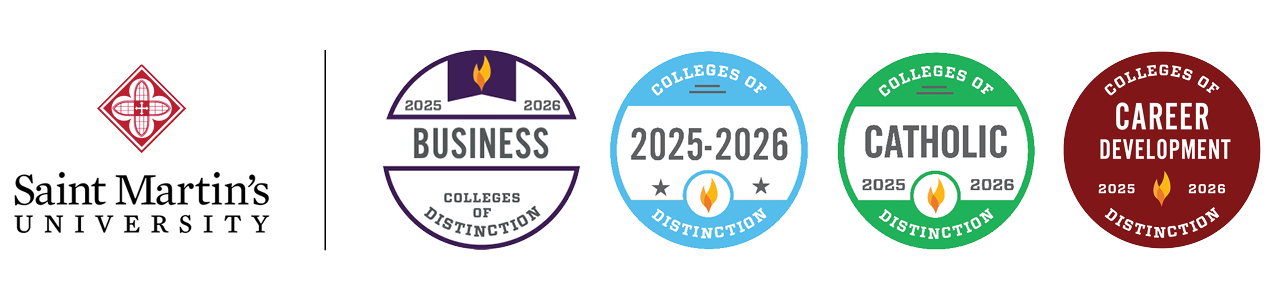 Saint Martin's
UNIVERSITY
2025 2026
BUSINESS
COLLEGES
OF
DISTINCTION
COLLEGES OF
2025-2026
DISTINCTION
COLLEGES OF
CATHOLIC
2025 2026
DISTINCTION
COLLEGES OF
CAREER
DEVELOPMENT
2025 2026
DISTINCTION